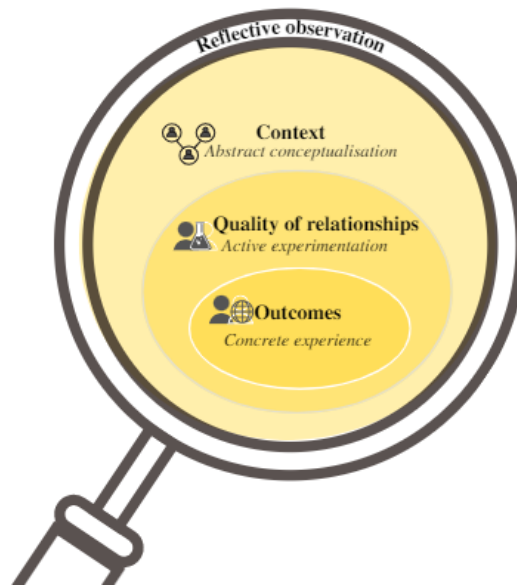 Reflective observation
Context
Abstract conceptualisation
Quality of relationships
Active experimentation
Outcomes
Concrete experience